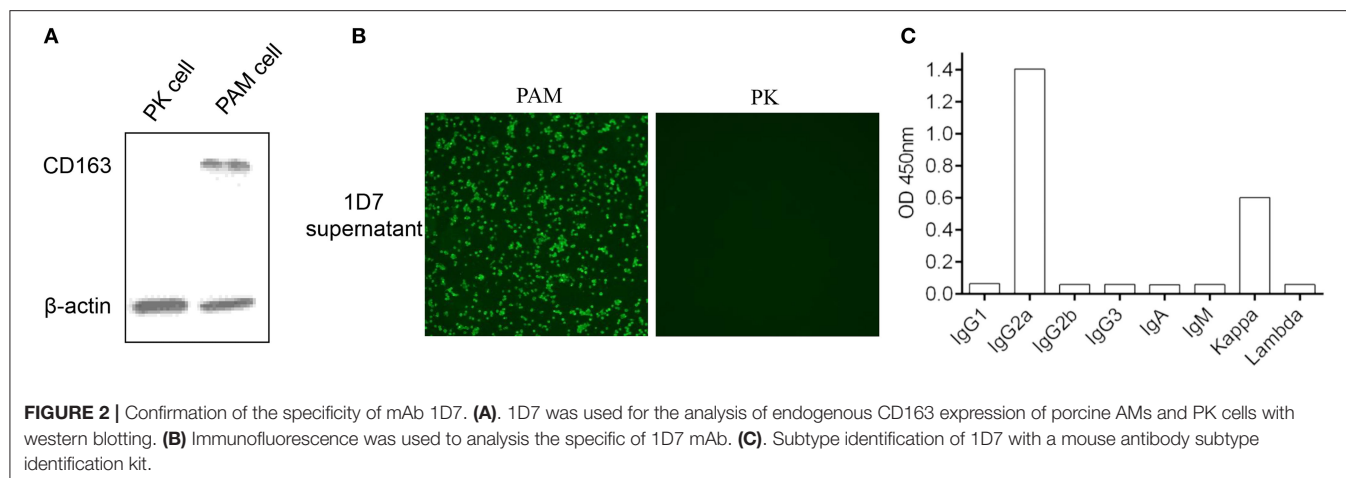 A
PK cell
PAM cell
CD163
β-actin
B
PAM
PK
1D7
supernatant
C
OD 450nm
1.4
1.2
1.0
0.8
0.6
0.4
0.2
0.0
IgG1
IgG2a
IgG2b
IgG3
IgA
IgM
Kappa
Lambda
FIGURE 2 | Confirmation of the specificity of mAb 1D7. (A). 1D7 was used for the analysis of endogenous CD163 expression of porcine AMs and PK cells with
western blotting. (B) Immunofluorescence was used to analysis the specific of 1D7 mAb. (C). Subtype identification of 1D7 with a mouse antibody subtype
identification kit.